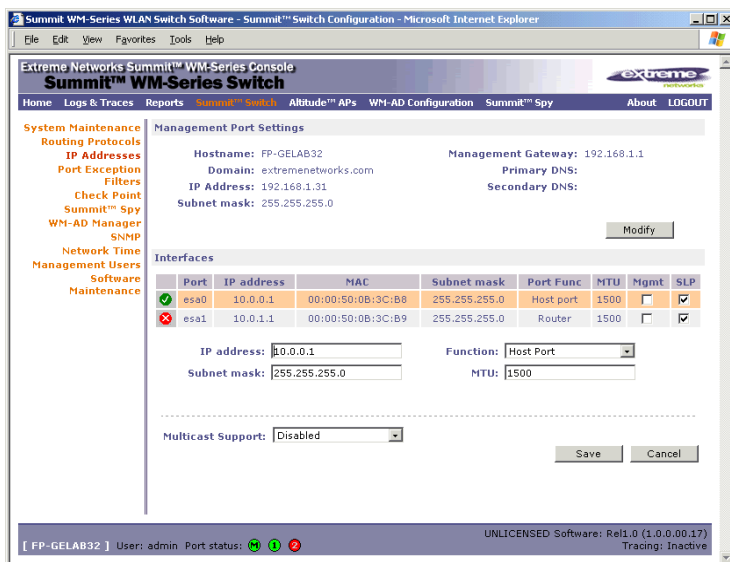 Summit WM-Series WLAN Switch Software - Summit™ Switch Configuration - Microsoft Internet Explorer
File Edit View Favorites Tools Help
Extreme Networks Summit™ WM-Series Console
Summit™ WM-Series Switch
extreme networks
Home Logs & Traces Reports Summit™ Switch Altitude™ APs WM-AD Configuration Summit™ Spy About LOGOUT
System Maintenance
Routing Protocols
IP Addresses
Port Exception
Filters
Check Point
Summit™ Spy
WM-AD Manager
SNMP
Network Time
Management Users
Software
Maintenance
Management Port Settings
Hostname: FP-GELAB32 Management Gateway: 192.168.1.1
Domain: extremenetworks.com Primary DNS:
IP Address: 192.168.1.31 Secondary DNS:
Subnet mask: 255.255.255.0
Modify
Interfaces
Port IP address MAC Subnet mask Port Func MTU Mgmt SLP
esa0 10.0.0.1 00:00:50:0B:3C:B8 255.255.255.0 Host port 1500
esa1 10.0.1.1 00:00:50:0B:3C:B9 255.255.255.0 Router 1500
IP address: 10.0.0.1 Function: Host Port
Subnet mask: 255.255.255.0 MTU: 1500
Multicast Support: Disabled
Save Cancel
[ FP-GELAB32 ] User: admin Port status: M 1 2
UNLICENSED Software: Rel1.0 (1.0.0.00.17)
Tracing: Inactive